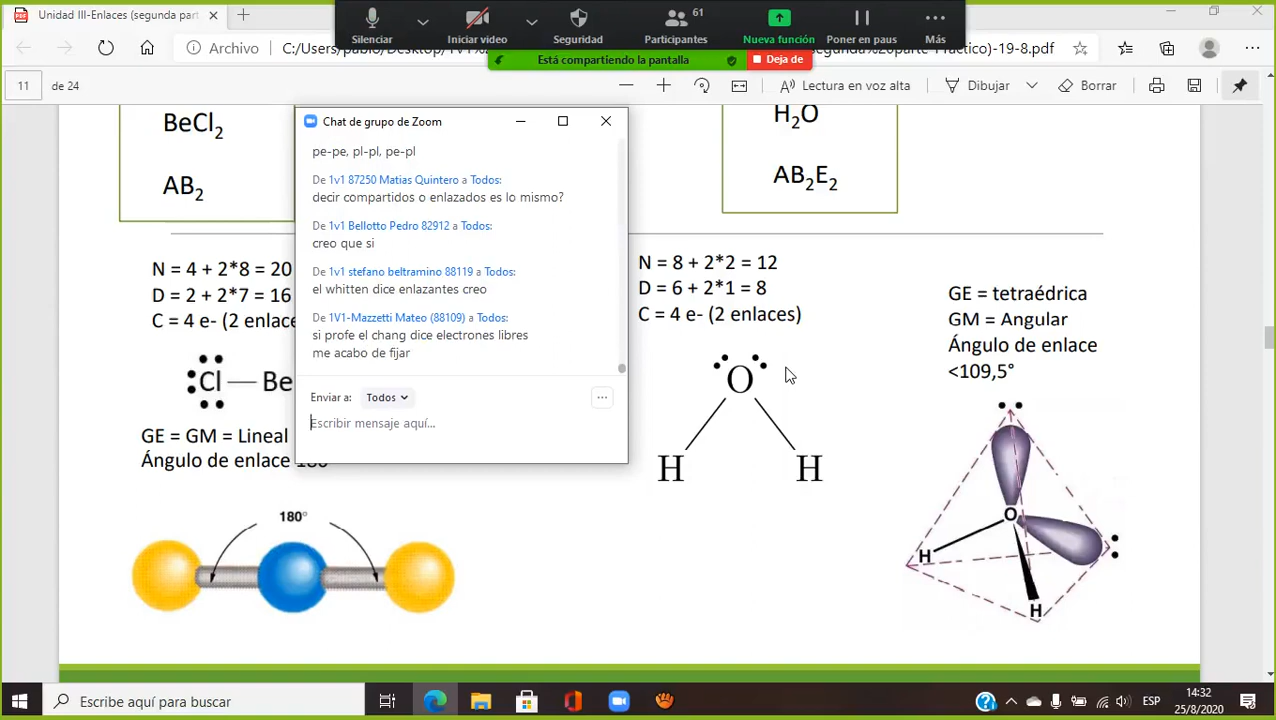 Unidad III-Enlaces (segunda part
Silenciar
Iniciar video
Seguridad
61
Participantes
Nueva función
Poner en paus
Más
Está compartiendo la pantalla
Deja de
Archivo
C:/Users/pablo/Desktop/1V1%2
segunda%20parte-Practico)-19-8.pdf
11
de 24
Lectura en voz alta
Dibujar
Borrar
BeCl2
AB2
H2O
AB2E2
Chat de grupo de Zoom
pe-pe, pl-pl, pe-pl
De 1v1 87250 Matias Quintero a Todos:
decir compartidos o enlazados es lo mismo?
De 1v1 Bellotto Pedro 82912 a Todos:
creo que si
De 1v1 stefano beltramino 88119 a Todos:
el whitten dice enlazantes creo
De 1V1-Mazzetti Mateo (88109) a Todos:
si profe el chang dice electrones libres
me acabo de fijar
Enviar a:
Todos
Escribir mensaje aquí...
N = 4 + 2*8 = 20
D = 2 + 2*7 = 16
C = 4 e- (2 enlace
Cl — Be
GE = GM = Lineal
Ángulo de enlace 180
180°
N = 8 + 2*2 = 12
D = 6 + 2*1 = 8
C = 4 e- (2 enlaces)
O
H H
GE = tetraédrica
GM = Angular
Ángulo de enlace
<109,5°
O
H
H
Escribe aquí para buscar
ESP
14:32
25/8/2020